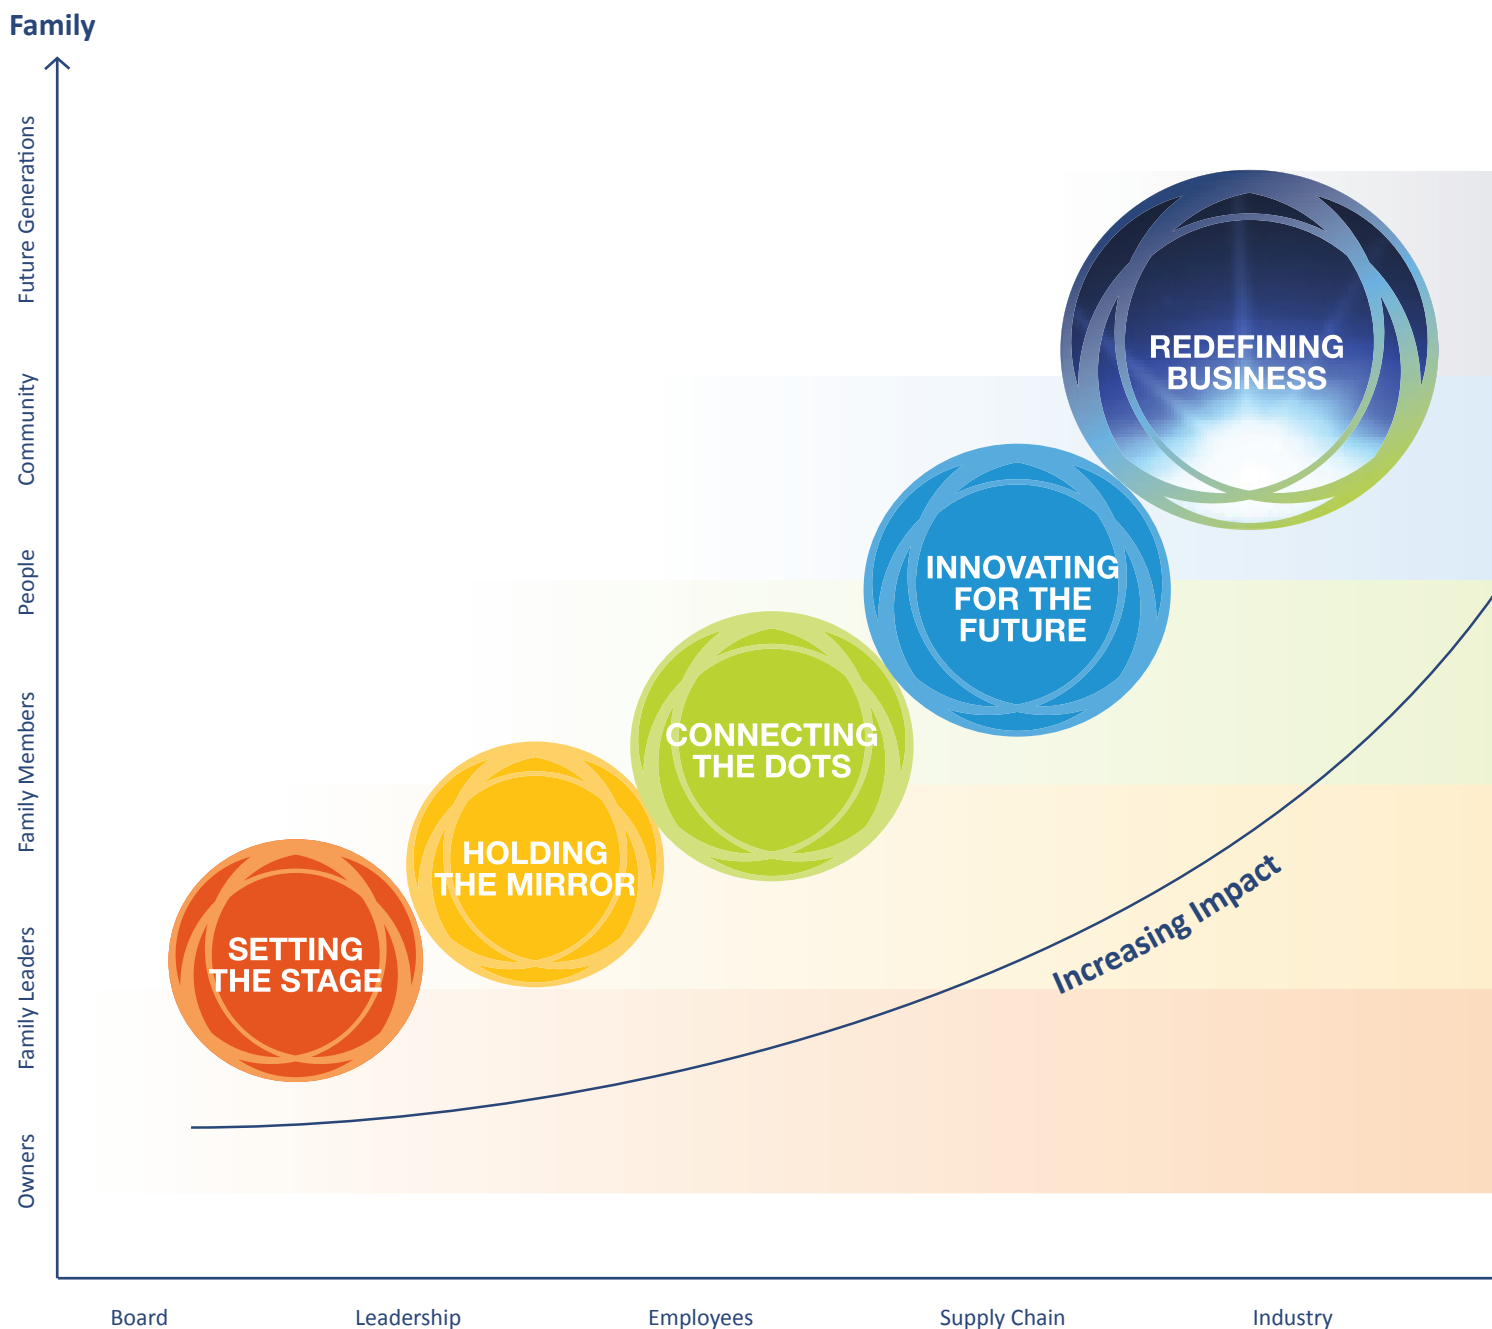 Family
Future Generations
Community
People
Family Members
Family Leaders
Owners
REDEFINING
BUSINESS
INNOVATING
FOR THE
FUTURE
CONNECTING
THE DOTS
HOLDING
THE MIRROR
SETTING
THE STAGE
Increasing Impact
Board
Leadership
Employees
Supply Chain
Industry